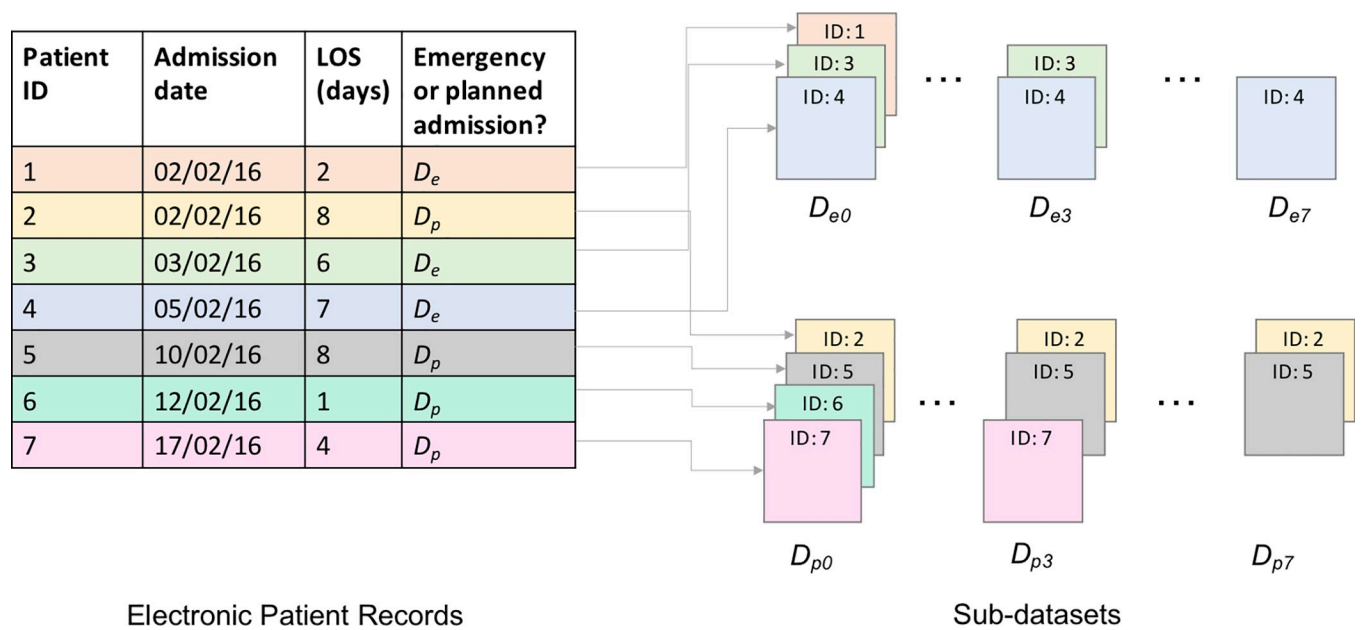 Patient ID Admission date LOS (days) Emergency or planned admission?
1 02/02/16 2 De
2 02/02/16 8 Dp
3 03/02/16 6 De
4 05/02/16 7 De
5 10/02/16 8 Dp
6 12/02/16 1 Dp
7 17/02/16 4 Dp
Electronic Patient Records
ID: 1
ID: 3
ID: 4
De0
...
ID: 3
ID: 4
De3
...
ID: 4
De7
ID: 2
ID: 5
ID: 6
ID: 7
Dp0
...
ID: 2
ID: 5
ID: 7
Dp3
...
ID: 2
ID: 5
Dp7
Sub-datasets